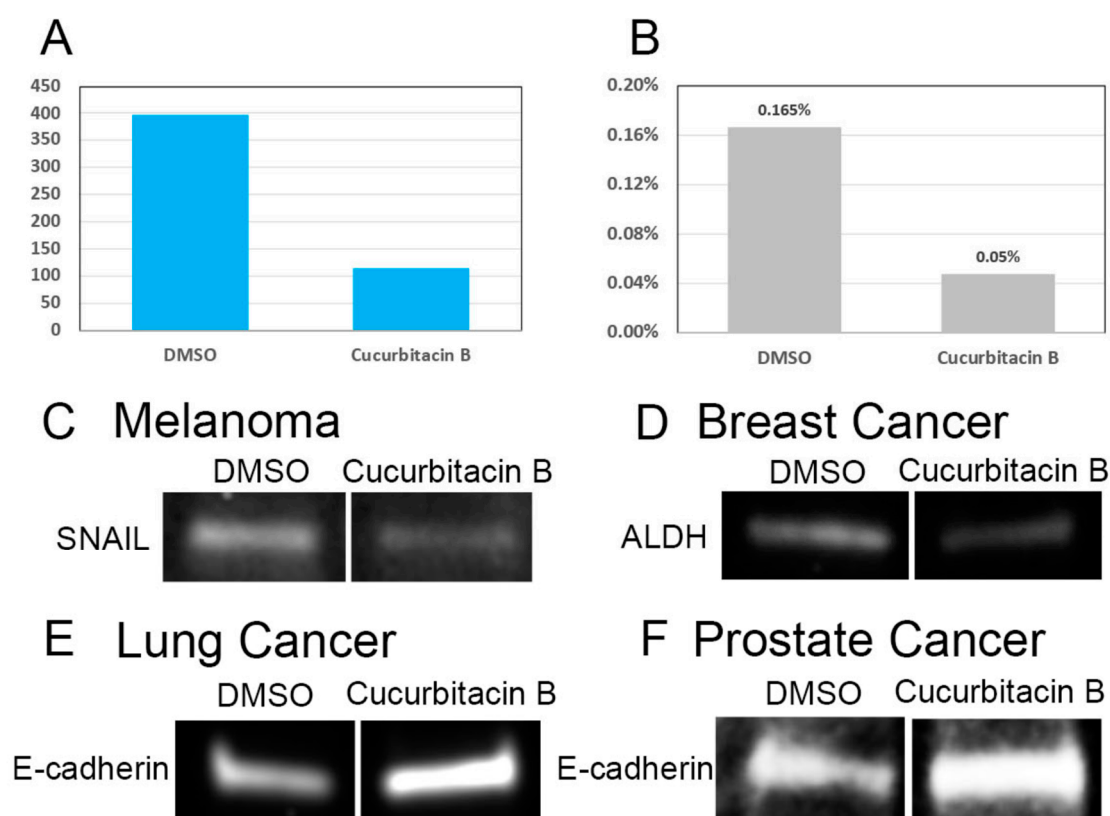 A
450
400
350
300
250
200
150
100
50
0
DMSO Cucurbitacin B
B
0.20%
0.16%
0.12%
0.08%
0.04%
0.00%
0.165%
0.05%
DMSO Cucurbitacin B
C Melanoma
DMSO Cucurbitacin B
SNAIL
D Breast Cancer
DMSO Cucurbitacin B
ALDH
E Lung Cancer
DMSO Cucurbitacin B
E-cadherin
F Prostate Cancer
DMSO Cucurbitacin B
E-cadherin